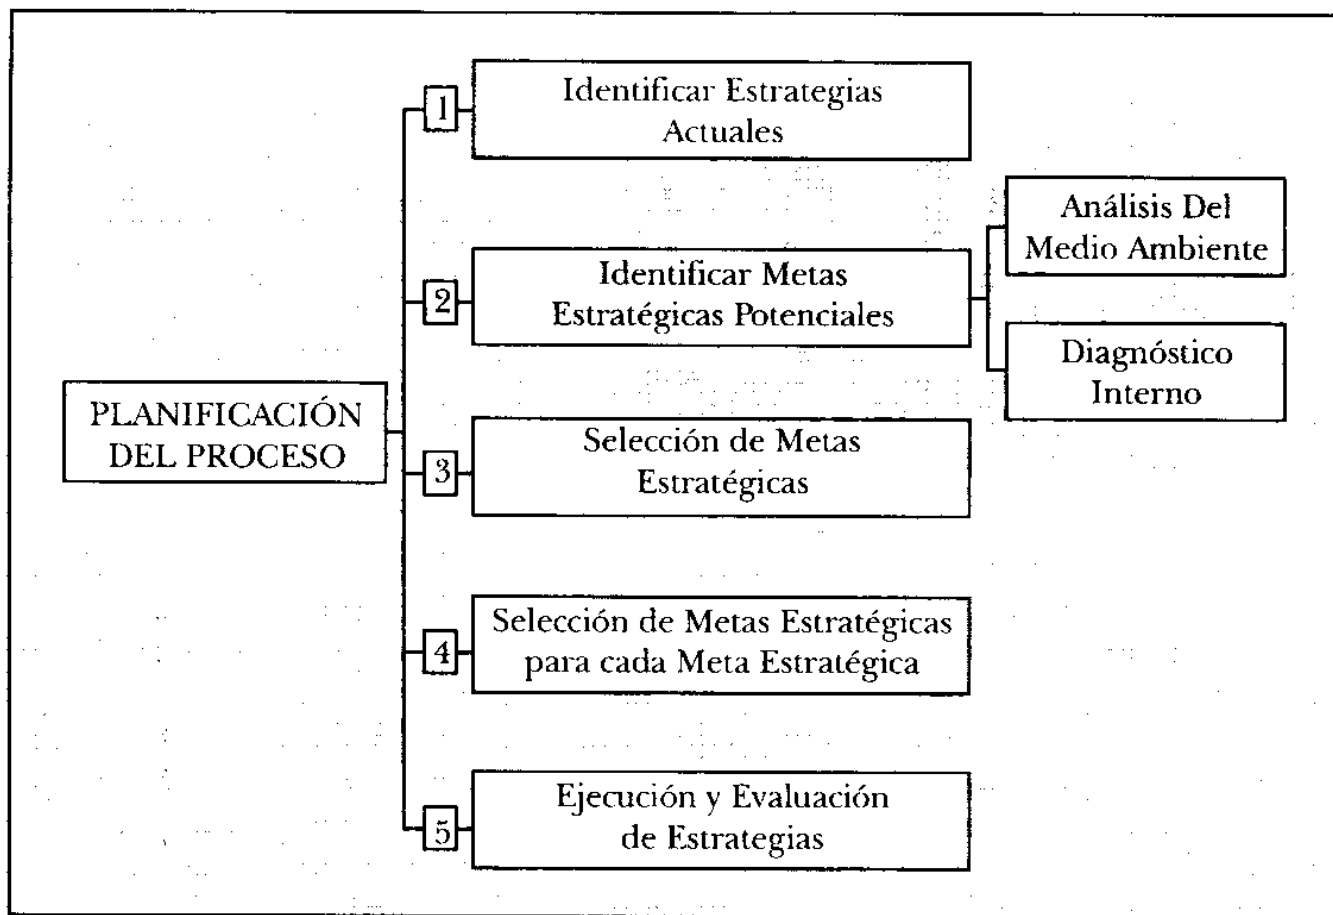 1
Identificar Estrategias
Actuales
Análisis Del
Medio Ambiente
2
Identificar Metas
Estratégicas Potenciales
Diagnóstico
Interno
PLANIFICACIÓN
DEL PROCESO
3
Selección de Metas
Estratégicas
4
Selección de Metas Estratégicas
para cada Meta Estratégica
5
Ejecución y Evaluación
de Estrategias